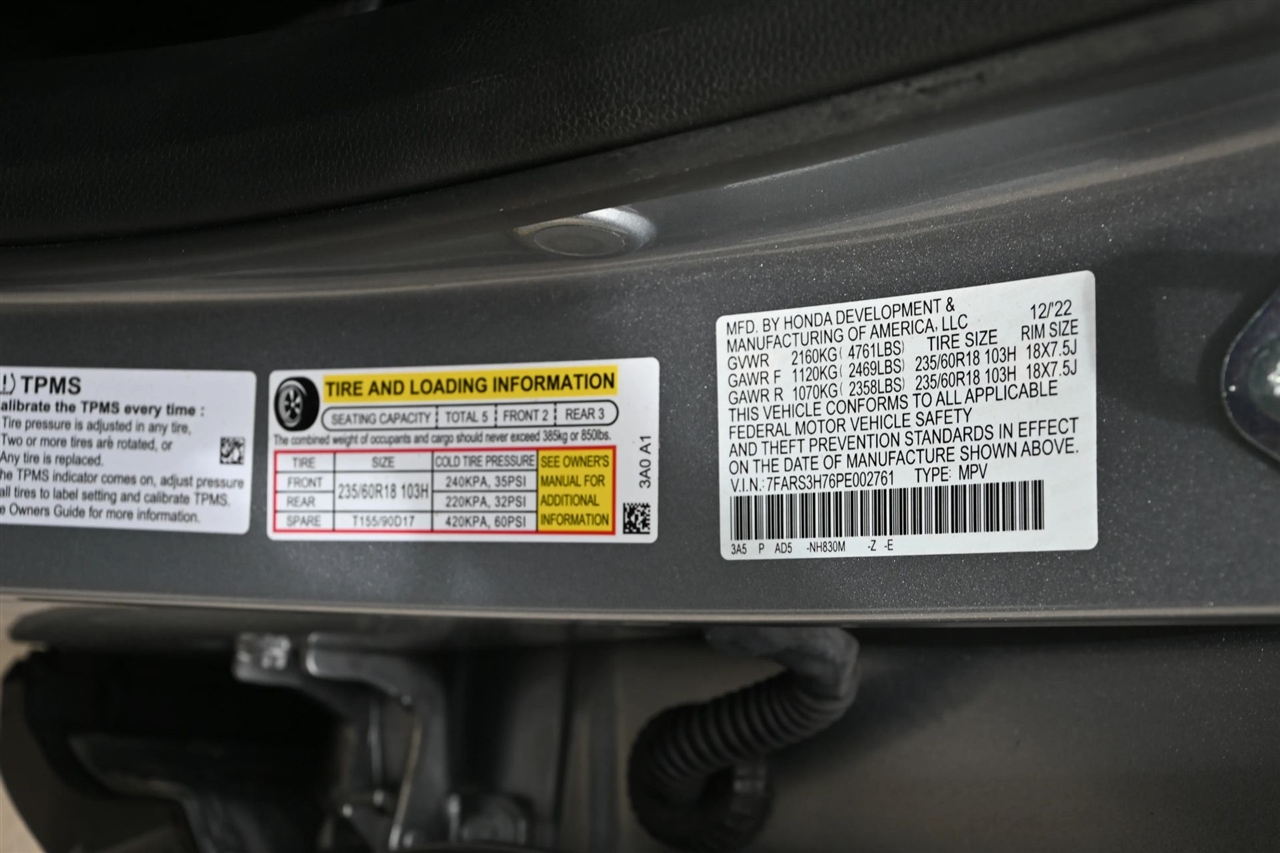 TPMS
alibrate the TPMS every time :
Tire pressure is adjusted in any tire,
Two or more tires are rotated, or
Any tire is replaced.
he TPMS indicator comes on, adjust pressure
all tires to label setting and calibrate TPMS.
e Owners Guide for more information.
TIRE AND LOADING INFORMATION
SEATING CAPACITY TOTAL 5 FRONT 2 REAR 3
The combined weight of occupants and cargo should never exceed 385kg or 850lbs.
TIRE SIZE COLD TIRE PRESSURE SEE OWNER'S
FRONT 235/60R18 103H 240KPA, 35PSI MANUAL FOR
REAR 220KPA, 32PSI ADDITIONAL
SPARE T155/90D17 420KPA, 60PSI INFORMATION
3A0 A1
MFD. BY HONDA DEVELOPMENT & 12/'22
MANUFACTURING OF AMERICA, LLC
TIRE SIZE RIM SIZE
GVWR 2160KG( 4761LBS)
GAWR F 1120KG( 2469LBS) 235/60R18 103H 18X7.5J
GAWR R 1070KG( 2358LBS) 235/60R18 103H 18X7.5J
THIS VEHICLE CONFORMS TO ALL APPLICABLE
FEDERAL MOTOR VEHICLE SAFETY
AND THEFT PREVENTION STANDARDS IN EFFECT
ON THE DATE OF MANUFACTURE SHOWN ABOVE.
V.I.N.: 7FARS3H76PE002761 TYPE: MPV
3A5 P AD5 -NH830M -Z -E